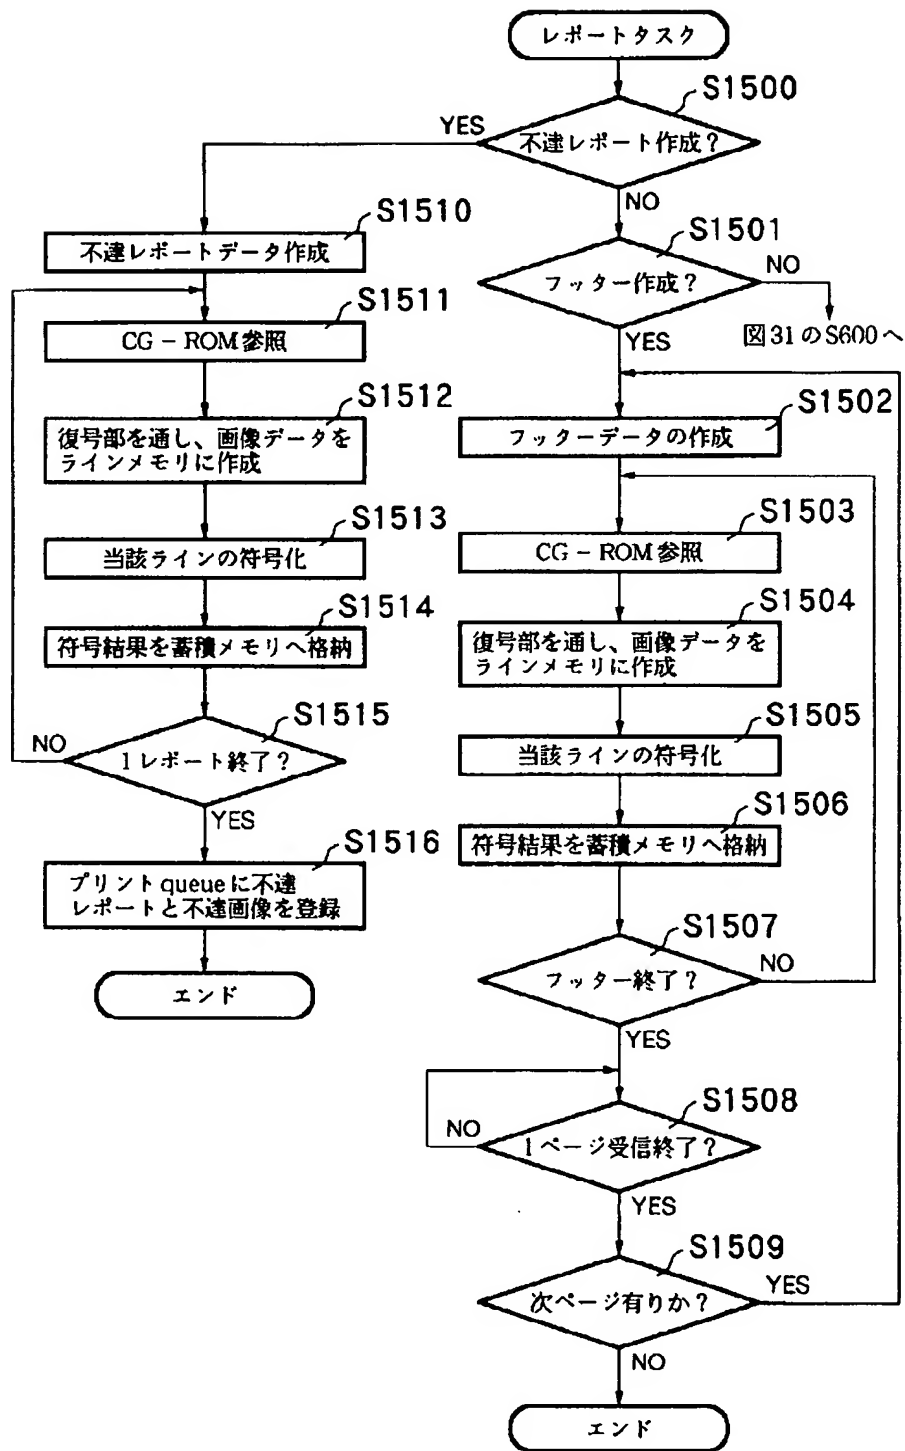 レポートタスク
S1500
不達レポート作成?
YES
NO
S1510
不達レポートデータ作成
S1511
CG-ROM参照
S1512
復号部を通し、画像データを
ラインメモリに作成
S1513
当該ラインの符号化
S1514
符号結果を蓄積メモリへ格納
S1515
1レポート終了?
NO
YES
S1516
プリントqueueに不達
レポートと不達画像を登録
エンド
S1501
フッター作成?
NO
図31のS600へ
YES
S1502
フッターデータの作成
S1503
CG-ROM参照
S1504
復号部を通し、画像データを
ラインメモリに作成
S1505
当該ラインの符号化
S1506
符号結果を蓄積メモリへ格納
S1507
フッター終了?
NO
YES
S1508
1ページ受信終了?
NO
YES
S1509
次ページ有りか?
YES
NO
エンド